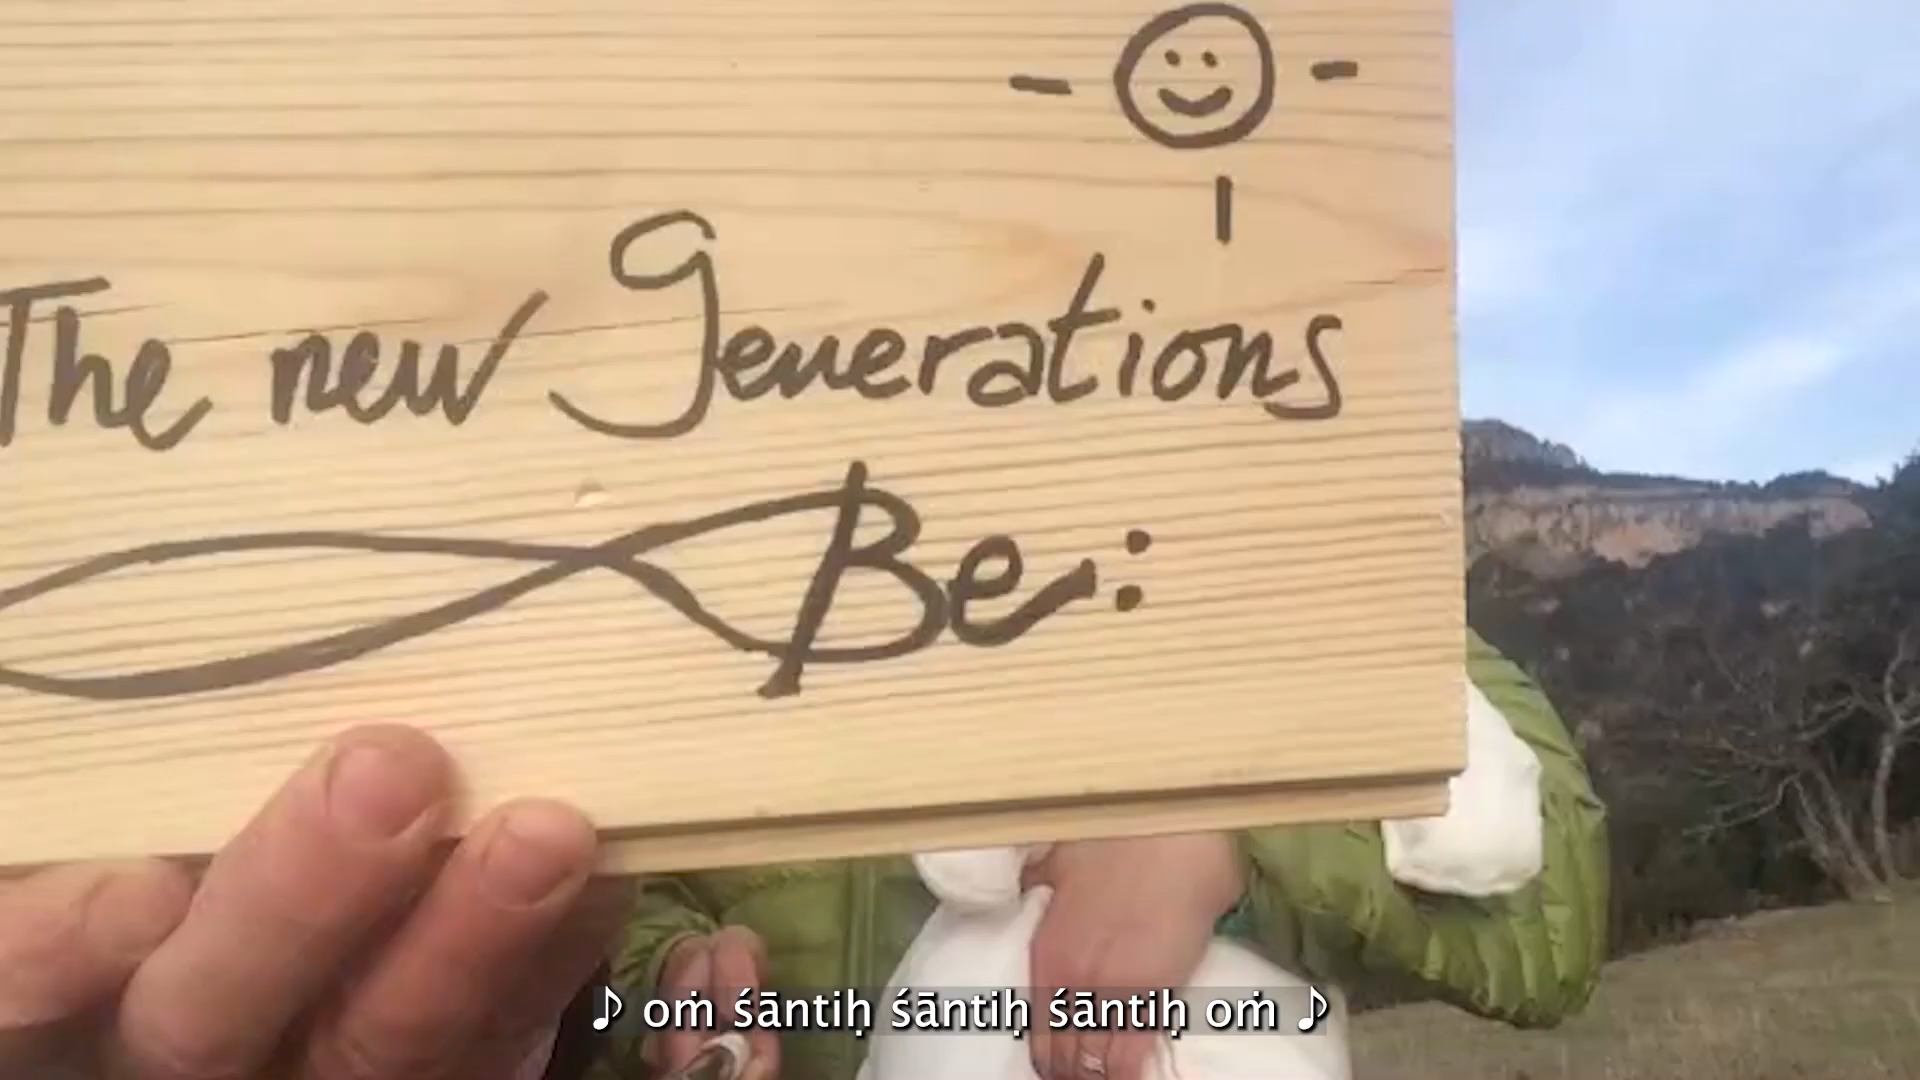 The new Generations
Be:
♪ oṁ śāntiḥ śāntiḥ śāntiḥ oṁ ♪